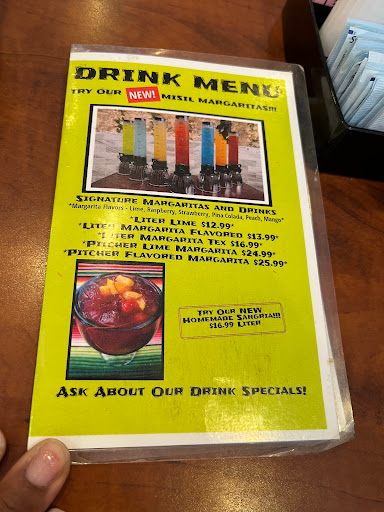 DRINK MENU
TRY OUR NEW! MISIL MARGARITAS!!!
SIGNATURE MARGARITAS AND DRINKS
*Margarita Flavors - Lime, Raspberry, Strawberry, Pina Colada, Peach, Mango*
*LITER LIME $12.99*
*LITER MARGARITA FLAVORED $13.99*
*LITER MARGARITA TEX $16.99*
*PITCHER LIME MARGARITA $24.99*
*PITCHER FLAVORED MARGARITA $25.99*
TRY OUR NEW
HOMEMADE SANGRIA!!!
$16.99 LITER
ASK ABOUT OUR DRINK SPECIALS!